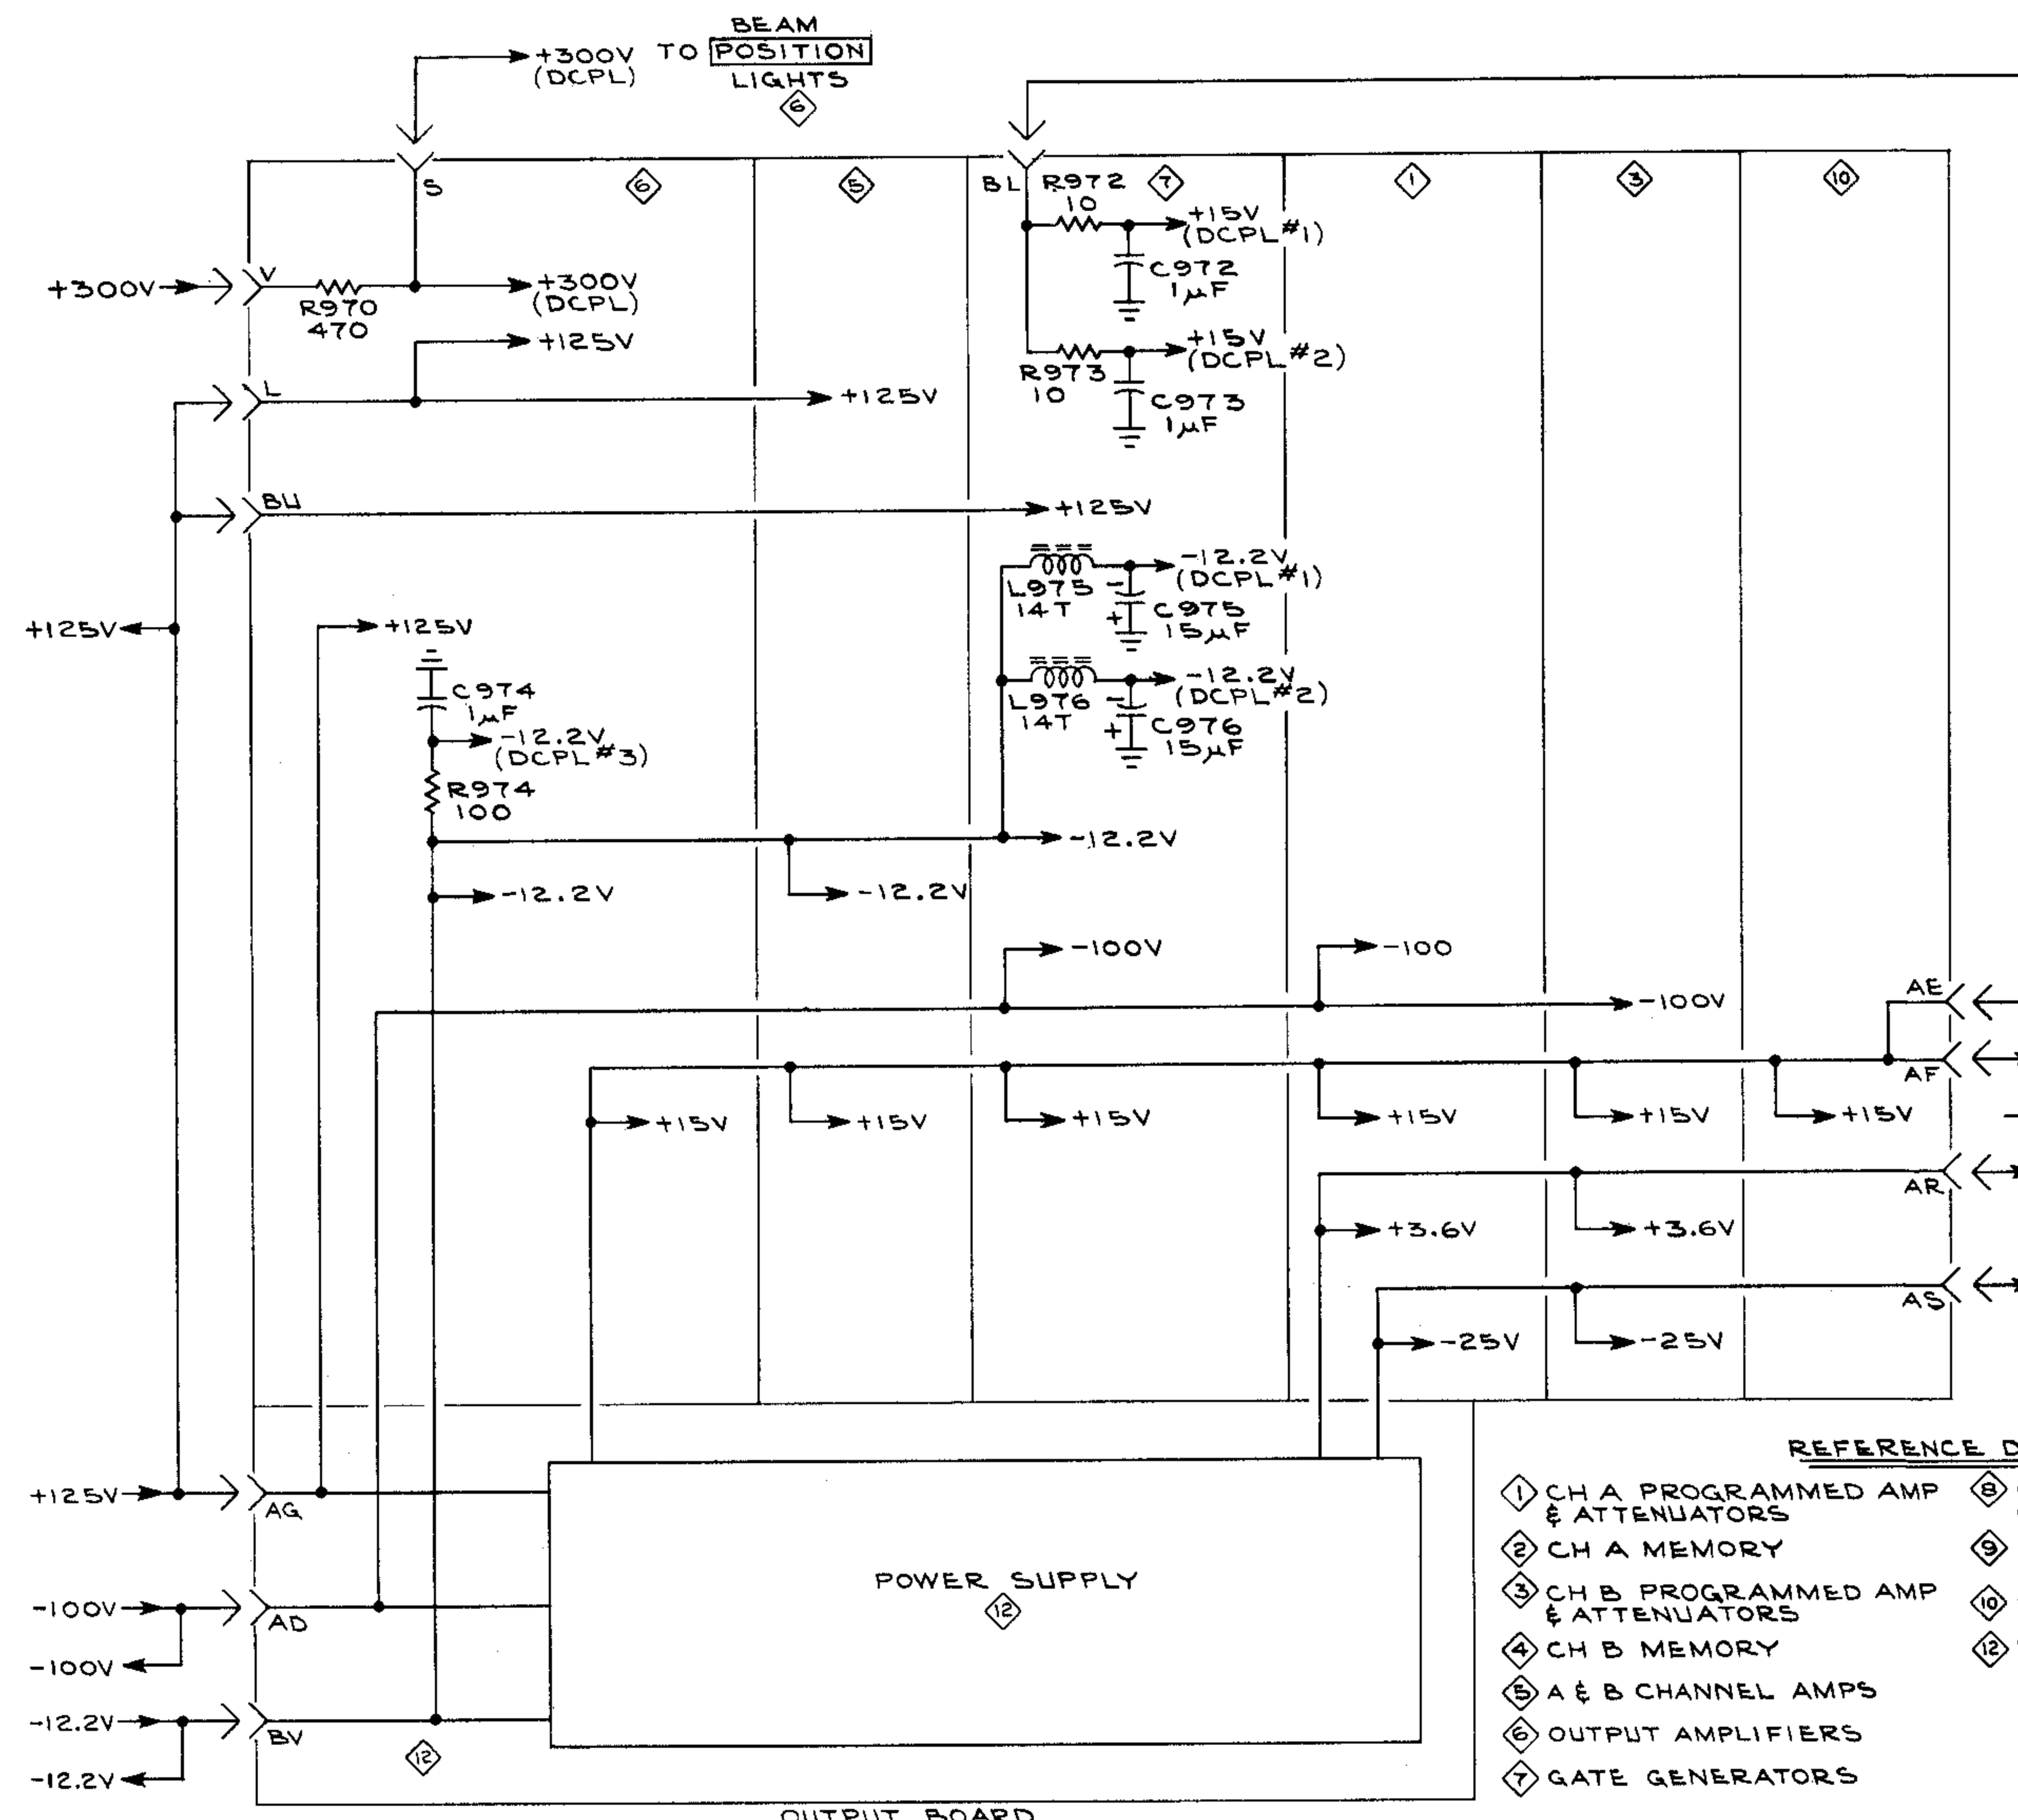 BEAM
+300V TO POSITION
(DCPL) LIGHTS
6
S
6
5
BL
R972
10
7
1
3
10
+15V
(DCPL #1)
C972
1µF
+300V
V
R970
470
+300V
(DCPL)
+125V
+15V
(DCPL #2)
R973
10
C973
1µF
L
+125V
BU
+125V
-12.2V
(DCPL #1)
L975
14T
-
+
C975
15µF
+125V
+125V
C974
1µF
-12.2V
(DCPL #2)
L976
14T
-
+
C976
15µF
-12.2V
(DCPL #3)
R974
100
-12.2V
-12.2V
-12.2V
-100V
-100
-100V
AE
AF
+15V
+15V
+15V
+15V
+15V
+15V
AR
+3.6V
+3.6V
AS
-25V
-25V
+125V
AG
-100V
AD
-100V
-12.2V
BV
-12.2V
12
POWER SUPPLY
12
OUTPUT BOARD
REFERENCE D
1 CH A PROGRAMMED AMP
& ATTENUATORS
2 CH A MEMORY
3 CH B PROGRAMMED AMP
& ATTENUATORS
4 CH B MEMORY
5 A & B CHANNEL AMPS
6 OUTPUT AMPLIFIERS
7 GATE GENERATORS
8
9
10
12